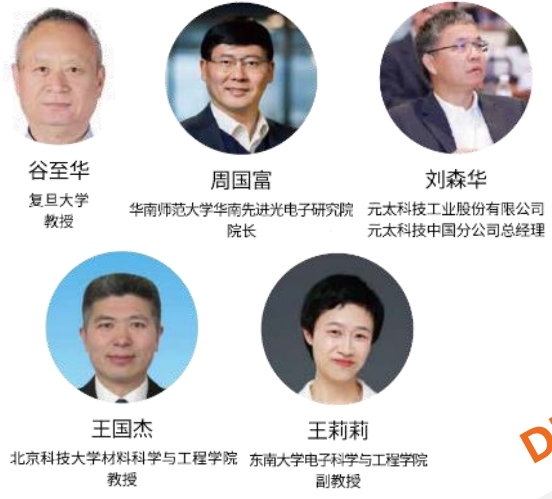 谷至华
复旦大学
教授
周国富
华南师范大学华南先进光电子研究院
院长
刘森华
元太科技工业股份有限公司
元太科技中国分公司总经理
王国杰
北京科技大学材料科学与工程学院
教授
王莉莉
东南大学电子科学与工程学院
副教授